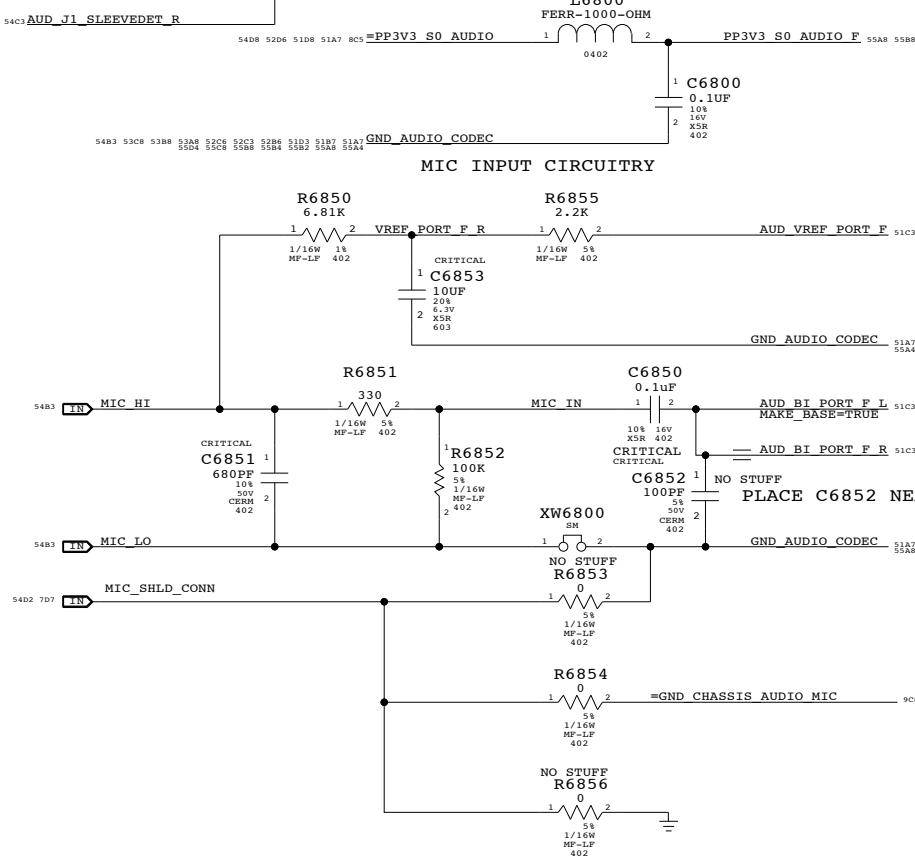 L6800
FERR-1000-OHM
54C3 AUD_J1_SLEEVEDET_R
54D8 52D6 51D8 51A7 8C5 =PP3V3_S0_AUDIO
1 2
PP3V3_S0_AUDIO_F 55A8 55B8
0402
1 C6800
0.1UF
10%
16V
2 X5R
402
54B3 53C8 53B8 53A8 52C6 52C3 52B6 51D3 51B7 51A7 GND_AUDIO_CODEC
55D4 55C8 55B8 55B4 55B2 55A8 55A4
MIC INPUT CIRCUITRY
R6850
6.81K
1 2
1/16W 1%
MF-LF 402
VREF_PORT_F_R
R6855
2.2K
1 2
1/16W 5%
MF-LF 402
AUD_VREF_PORT_F 51C3
CRITICAL
1 C6853
10UF
20%
6.3V
2 X5R
603
GND_AUDIO_CODEC 51A7
55A4
R6851
330
1 2
1/16W 5%
MF-LF 402
C6850
0.1uF
1 2
10% 16V
X5R 402
CRITICAL
54B3 IN MIC_HI
MIC_IN
AUD_BI_PORT_F_L 51C3
MAKE_BASE=TRUE
AUD_BI_PORT_F_R 51C3
CRITICAL
C6851 1
680PF
10%
50V
CERM 2
402
1
R6852
100K
5%
1/16W
MF-LF
2 402
CRITICAL
C6852 1
100PF
5%
50V
CERM 2
402
NO STUFF
PLACE C6852 NE
XW6800
SM
1 2
54B3 IN MIC_LO
GND_AUDIO_CODEC 51A7
55A8
NO STUFF
R6853
0
1 2
5%
1/16W
MF-LF
402
MIC_SHLD_CONN
54D2 7D7 IN
R6854
0
1 2
5%
1/16W
MF-LF
402
=GND_CHASSIS_AUDIO_MIC
NO STUFF
R6856
0
1 2
5%
1/16W
MF-LF
402